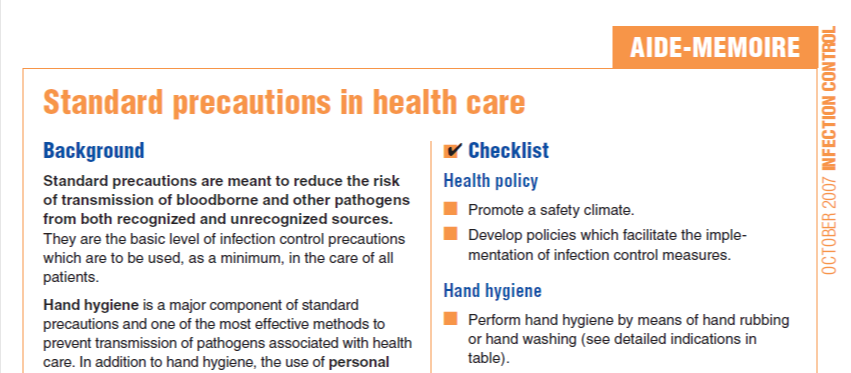 AIDE-MEMOIRE
OCTOBER 2007 INFECTION CONTROL
Standard precautions in health care
Background
Standard precautions are meant to reduce the risk
of transmission of bloodborne and other pathogens
from both recognized and unrecognized sources.
They are the basic level of infection control precautions
which are to be used, as a minimum, in the care of all
patients.
Hand hygiene is a major component of standard
precautions and one of the most effective methods to
prevent transmission of pathogens associated with health
care. In addition to hand hygiene, the use of personal
Checklist
Health policy
Promote a safety climate.
Develop policies which facilitate the imple-
mentation of infection control measures.
Hand hygiene
Perform hand hygiene by means of hand rubbing
or hand washing (see detailed indications in
table).